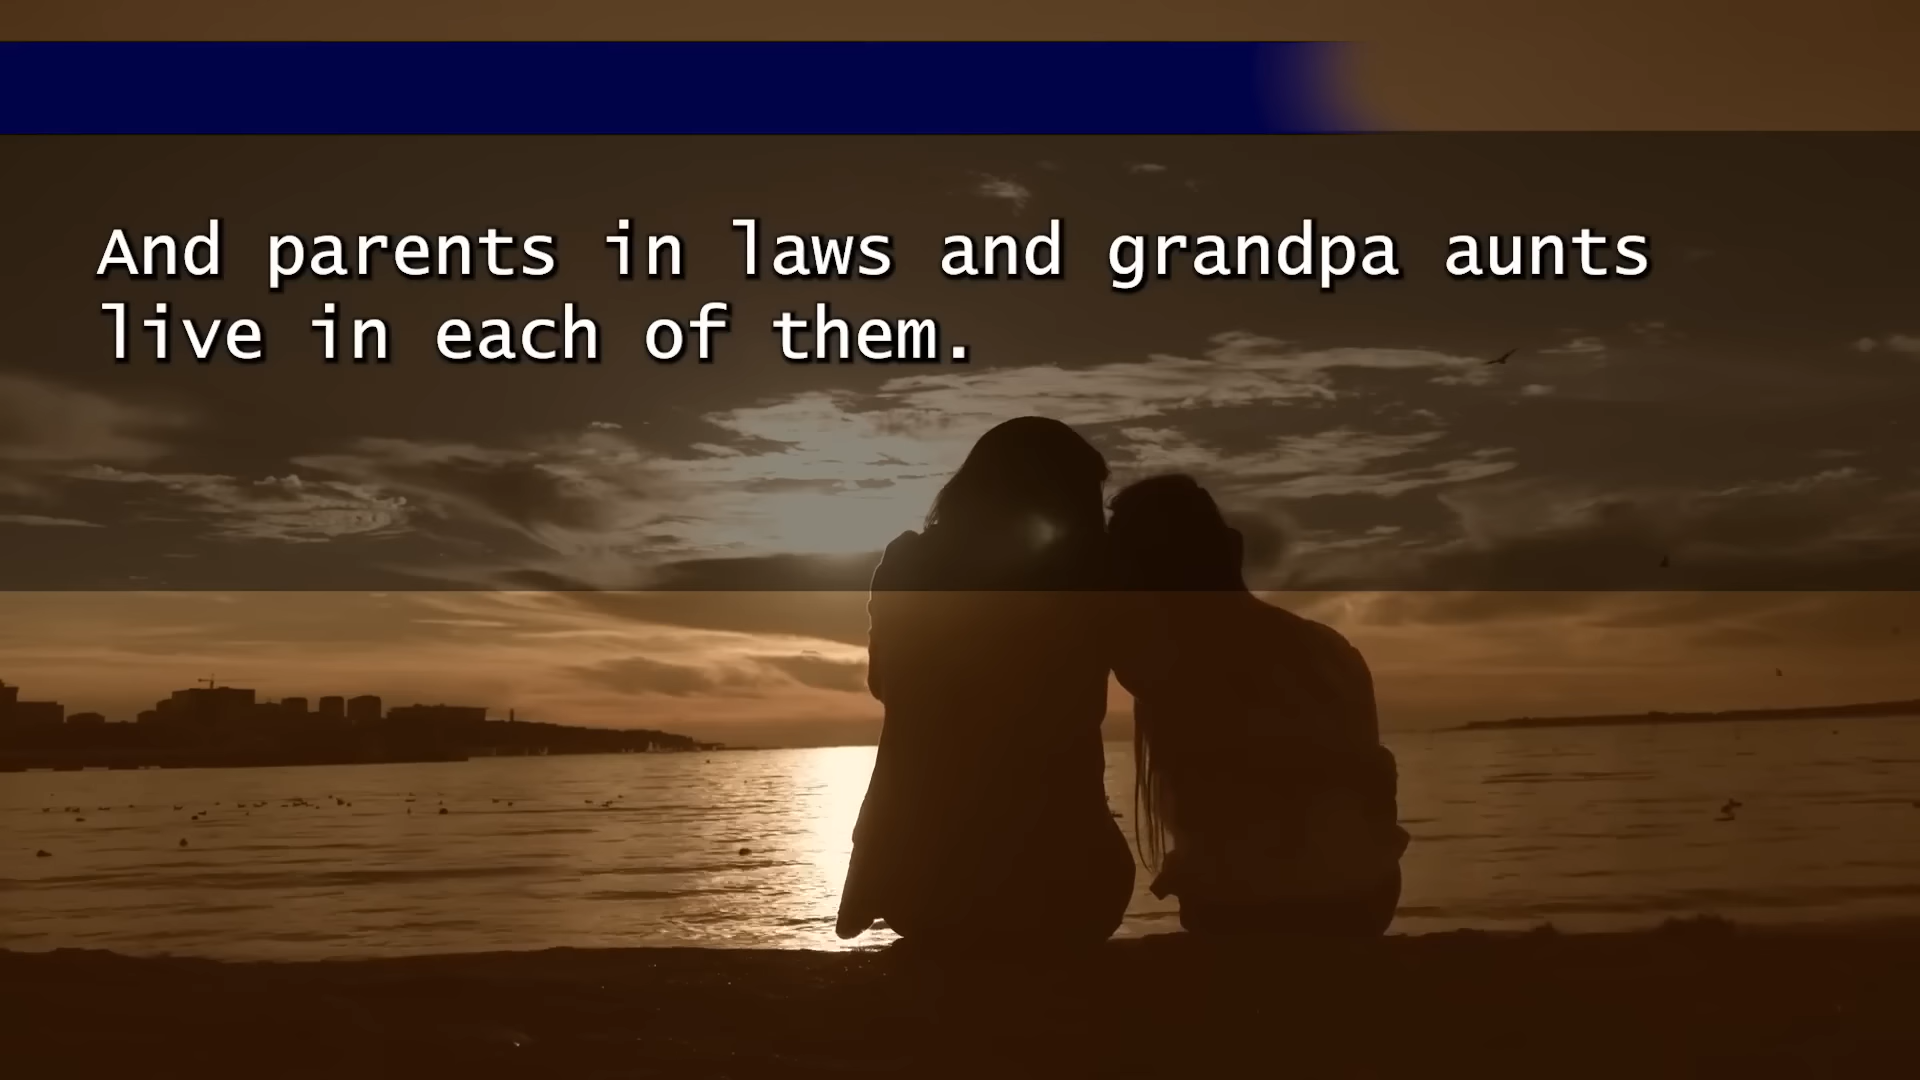 And parents in laws and grandpa aunts
live in each of them.